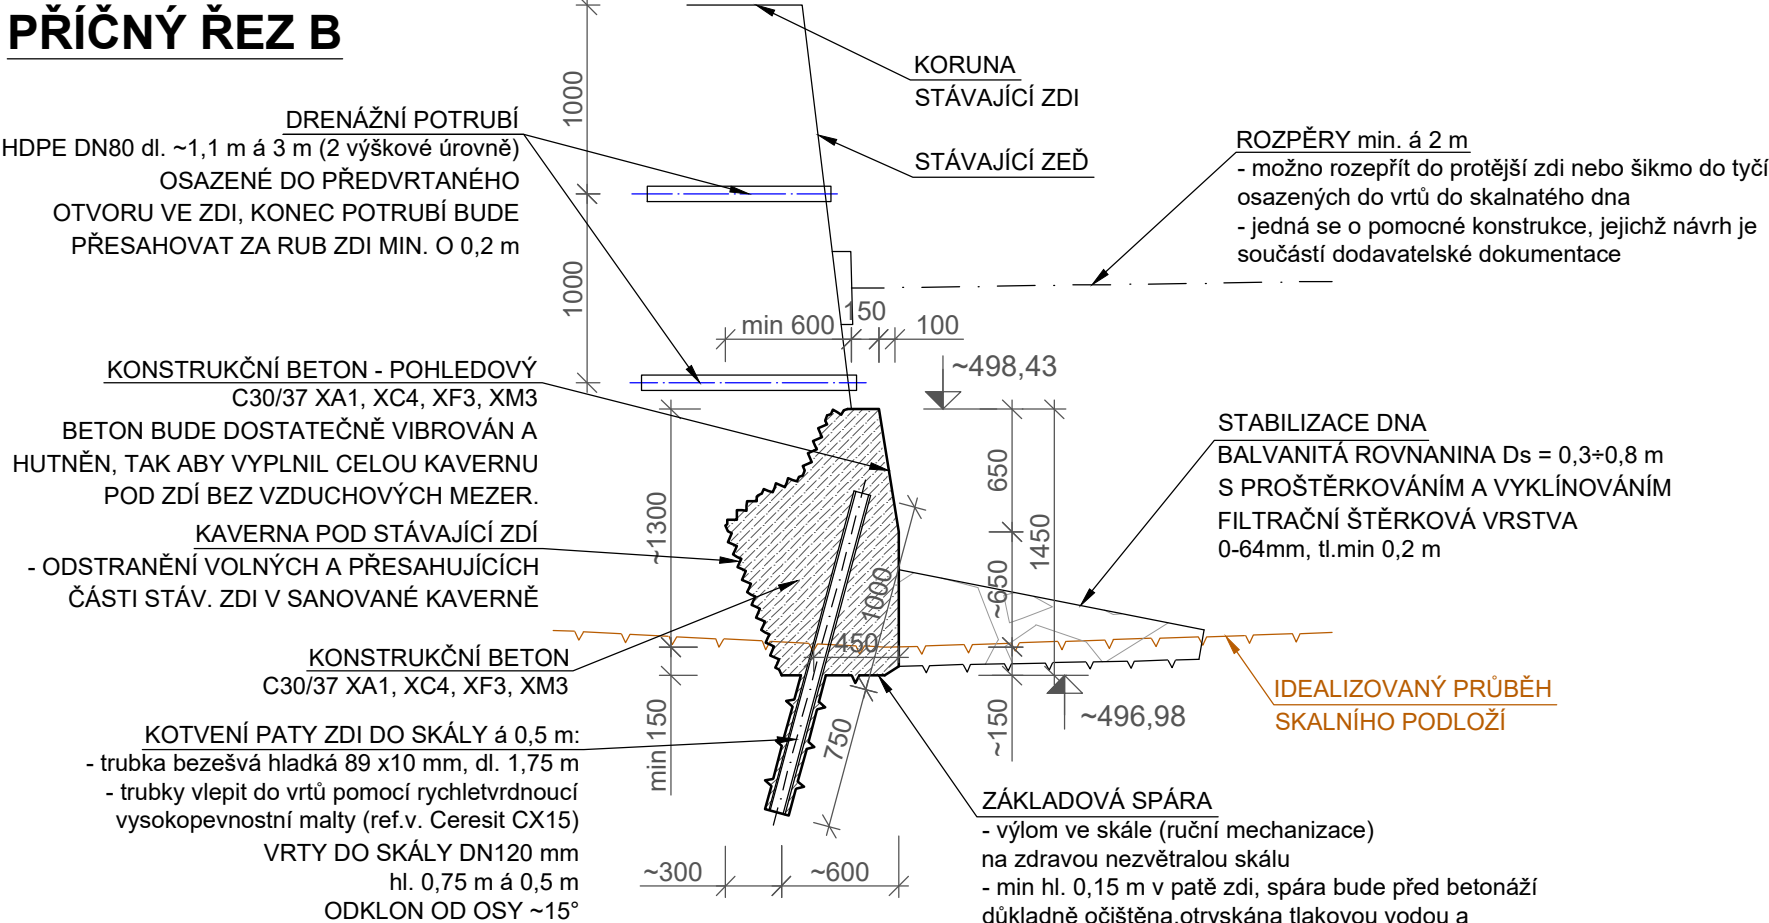 PŘÍČNÝ ŘEZ B
KORUNA
STÁVAJÍCÍ ZDI
STÁVAJÍCÍ ZEĎ
DRENÁŽNÍ POTRUBÍ
HDPE DN80 dl. ~1,1 m á 3 m (2 výškové úrovně)
OSAZENÉ DO PŘEDVRTANÉHO
OTVORU VE ZDI, KONEC POTRUBÍ BUDE
PŘESAHOVAT ZA RUB ZDI MIN. O 0,2 m
ROZPĚRY min. á 2 m
- možno rozepřít do protější zdi nebo šikmo do tyčí
osazených do vrtů do skalnatého dna
- jedná se o pomocné konstrukce, jejichž návrh je
součástí dodavatelské dokumentace
1000
1000
min 600
150
100
~498,43
KONSTRUKČNÍ BETON - POHLEDOVÝ
C30/37 XA1, XC4, XF3, XM3
BETON BUDE DOSTATEČNĚ VIBROVÁN A
HUTNĚN, TAK ABY VYPLNIL CELOU KAVERNU
POD ZDÍ BEZ VZDUCHOVÝCH MEZER.
KAVERNA POD STÁVAJÍCÍ ZDÍ
- ODSTRANĚNÍ VOLNÝCH A PŘESAHUJÍCÍCH
ČÁSTI STÁV. ZDI V SANOVANÉ KAVERNĚ
KONSTRUKČNÍ BETON
C30/37 XA1, XC4, XF3, XM3
STABILIZACE DNA
BALVANITÁ ROVNANINA Ds = 0,3÷0,8 m
S PROŠTĚRKOVÁNÍM A VYKLÍNOVÁNÍM
FILTRAČNÍ ŠTĚRKOVÁ VRSTVA
0-64mm, tl.min 0,2 m
~1300
min 150
650
~650
1450
~150
1000
450
750
~496,98
IDEALIZOVANÝ PRŮBĚH
SKALNÍHO PODLOŽÍ
KOTVENÍ PATY ZDI DO SKÁLY á 0,5 m:
- trubka bezešvá hladká 89 x10 mm, dl. 1,75 m
- trubky vlepit do vrtů pomocí rychletvrdnoucí
vysokopevnostní malty (ref.v. Ceresit CX15)
VRTY DO SKÁLY DN120 mm
hl. 0,75 m á 0,5 m
ODKLON OD OSY ~15°
~300
~600
ZÁKLADOVÁ SPÁRA
- výlom ve skále (ruční mechanizace)
na zdravou nezvětralou skálu
- min hl. 0,15 m v patě zdi, spára bude před betonáží
důkladně očištěna,otryskána tlakovou vodou a